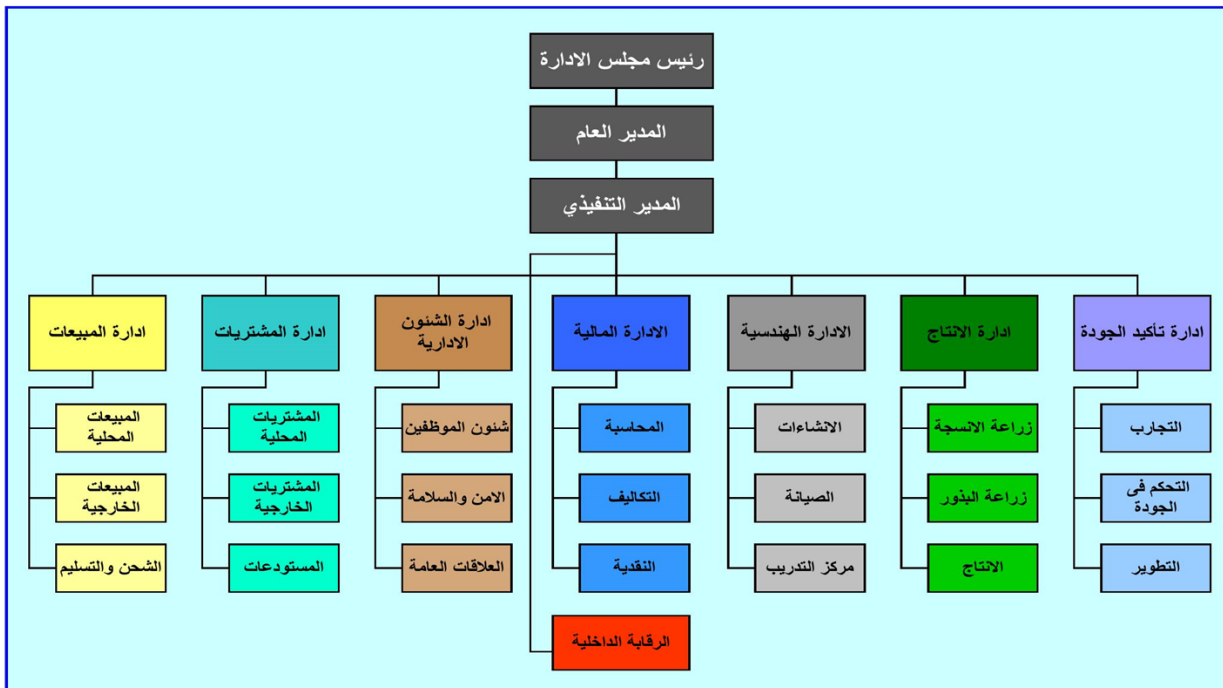 رئيس مجلس الادارة
المدير العام
المدير التنفيذي
ادارة تأكيد الجودة
ادارة الانتاج
الادارة الهندسية
الادارة المالية
ادارة الشئون
الادارية
ادارة المشتريات
ادارة المبيعات
التجارب
زراعة الانسجة
الانشاءات
المحاسبة
شئون الموظفين
المشتريات
المحلية
المبيعات
المحلية
التحكم فى
الجودة
زراعة البذور
الصيانة
التكاليف
الامن والسلامة
المشتريات
الخارجية
المبيعات
الخارجية
التطوير
الانتاج
مركز التدريب
النقدية
العلاقات العامة
المستودعات
الشحن والتسليم
الرقابة الداخلية